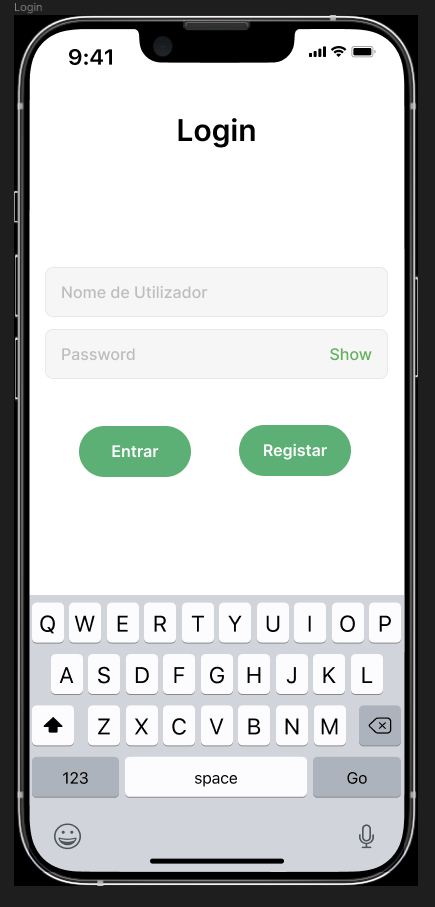 Login
9:41
Login
Nome de Utilizador
Password Show
Entrar Registar
Q W E R T Y U I O P
A S D F G H J K L
Z X C V B N M
123 space Go